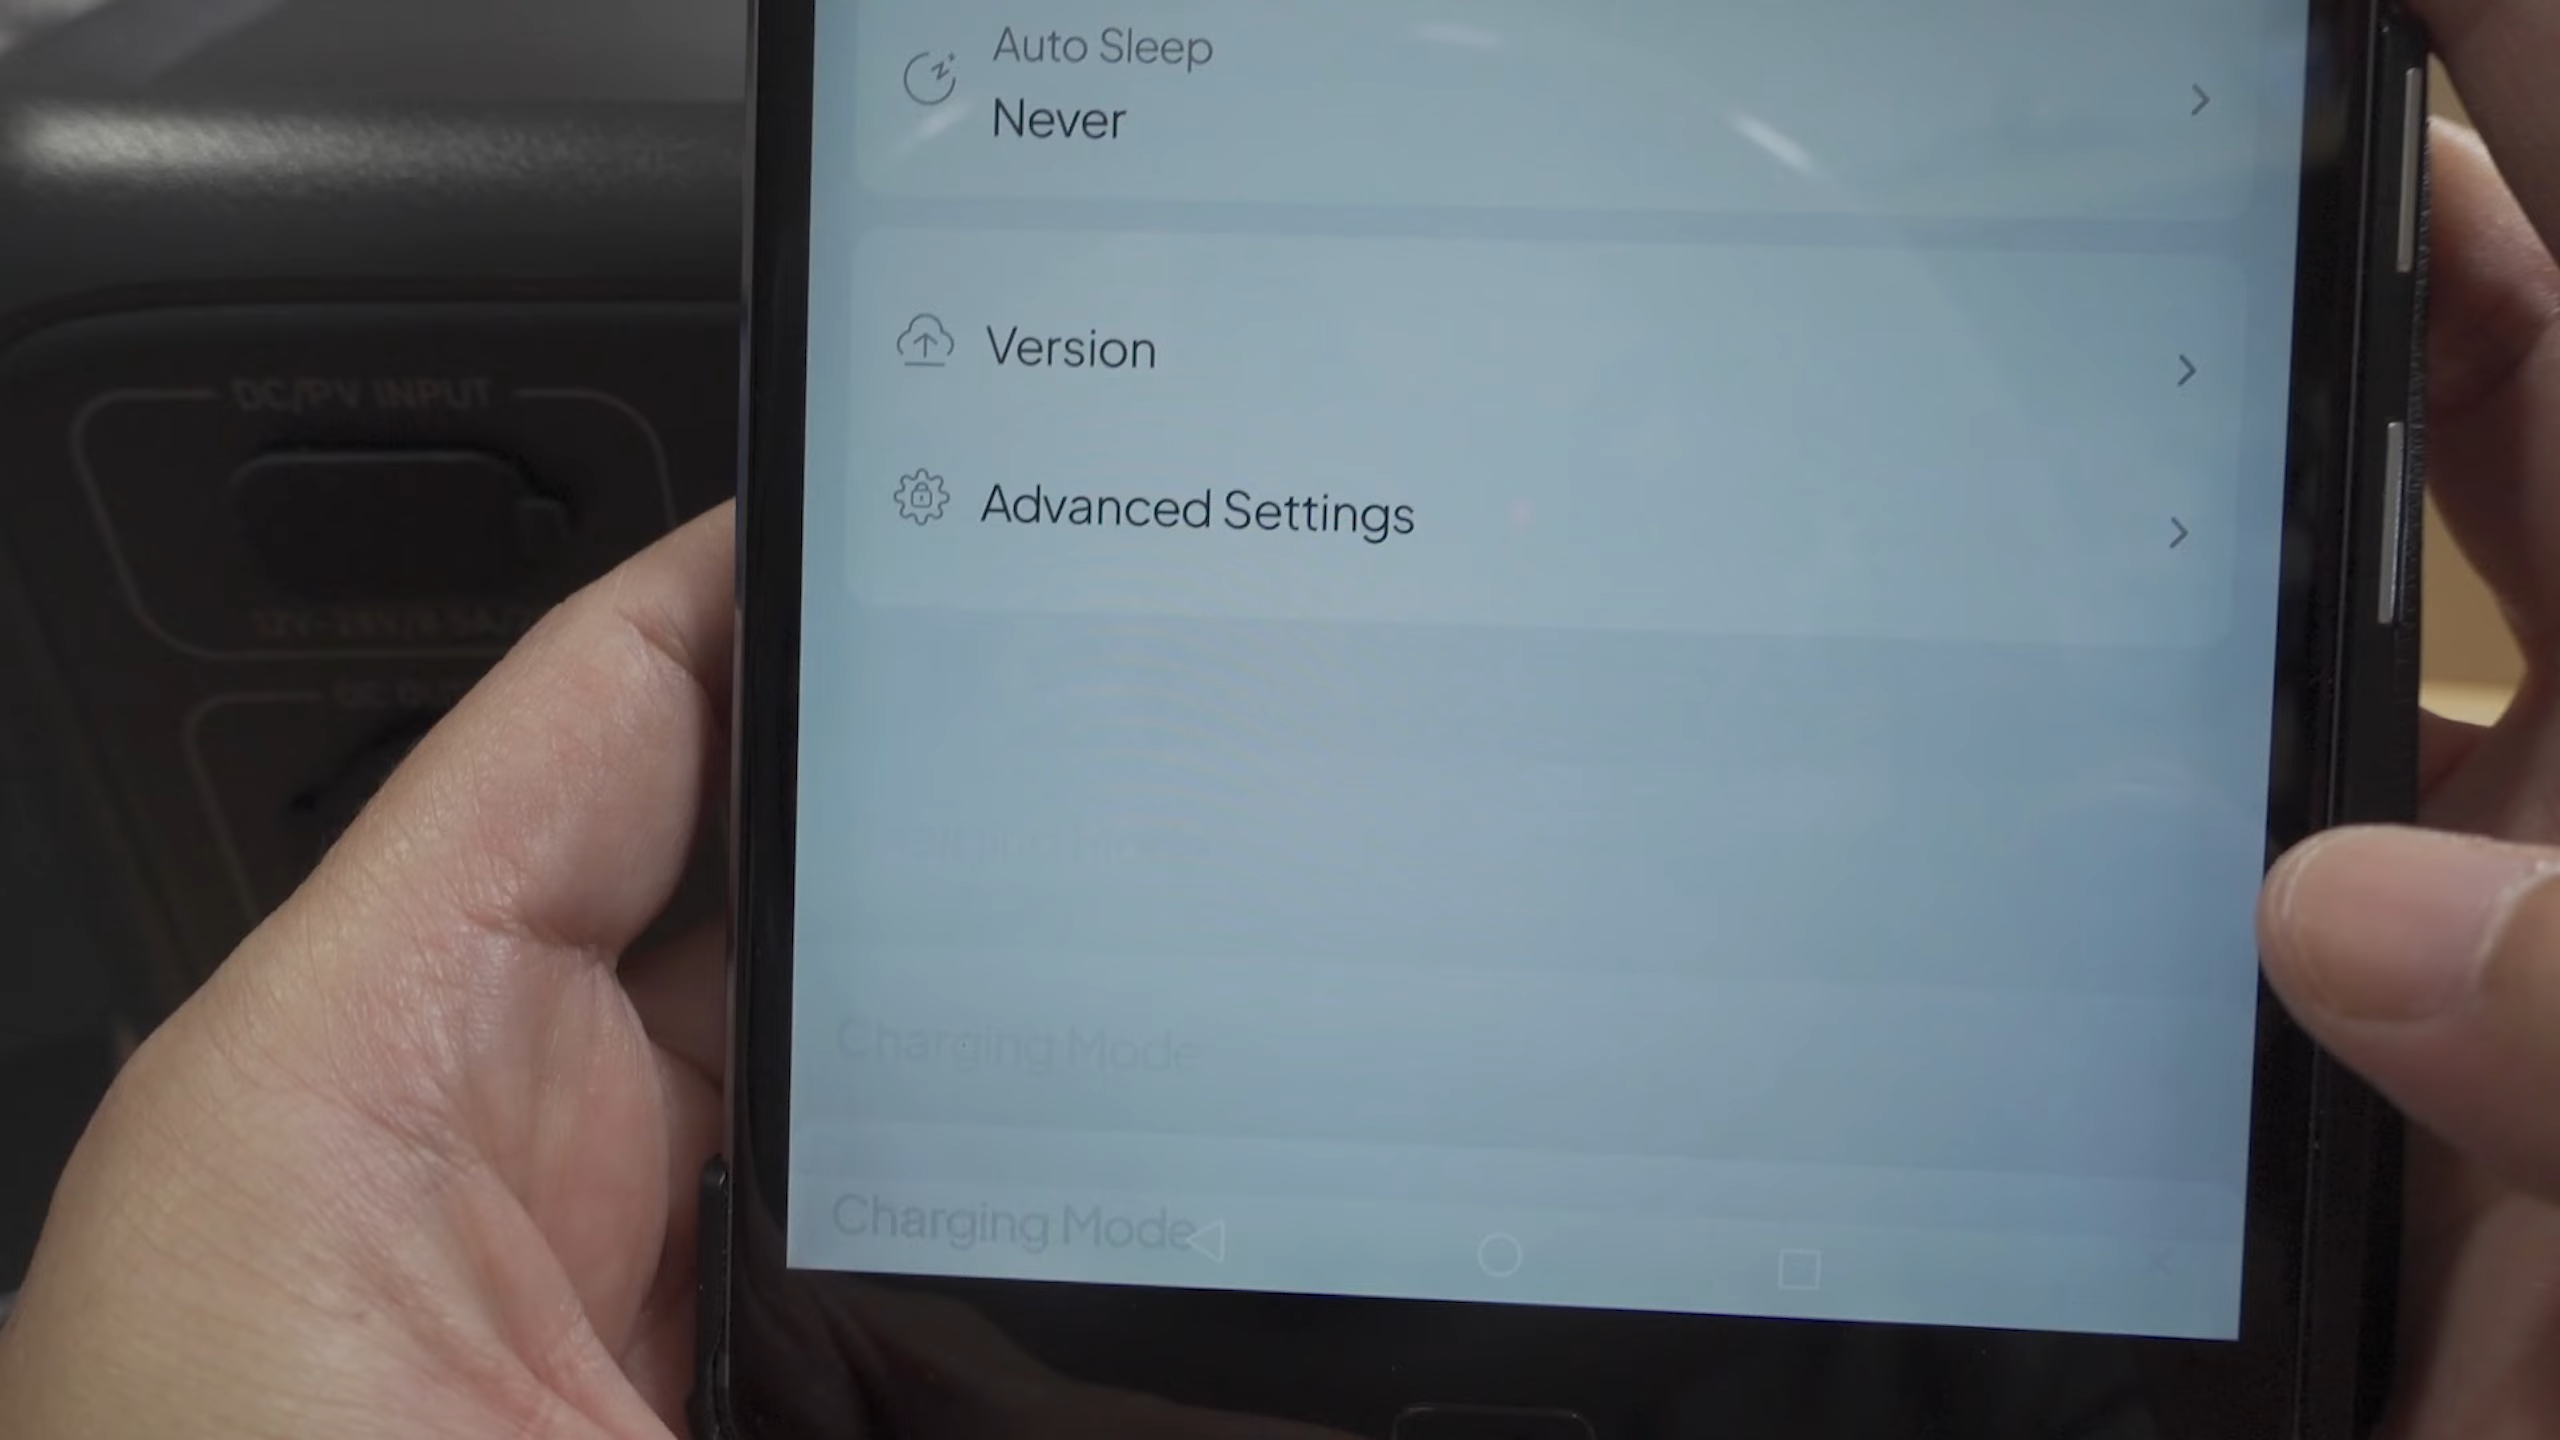 Auto Sleep
Never
Version
Advanced Settings
Charging Mode
Charging Mode
DC/PV INPUT